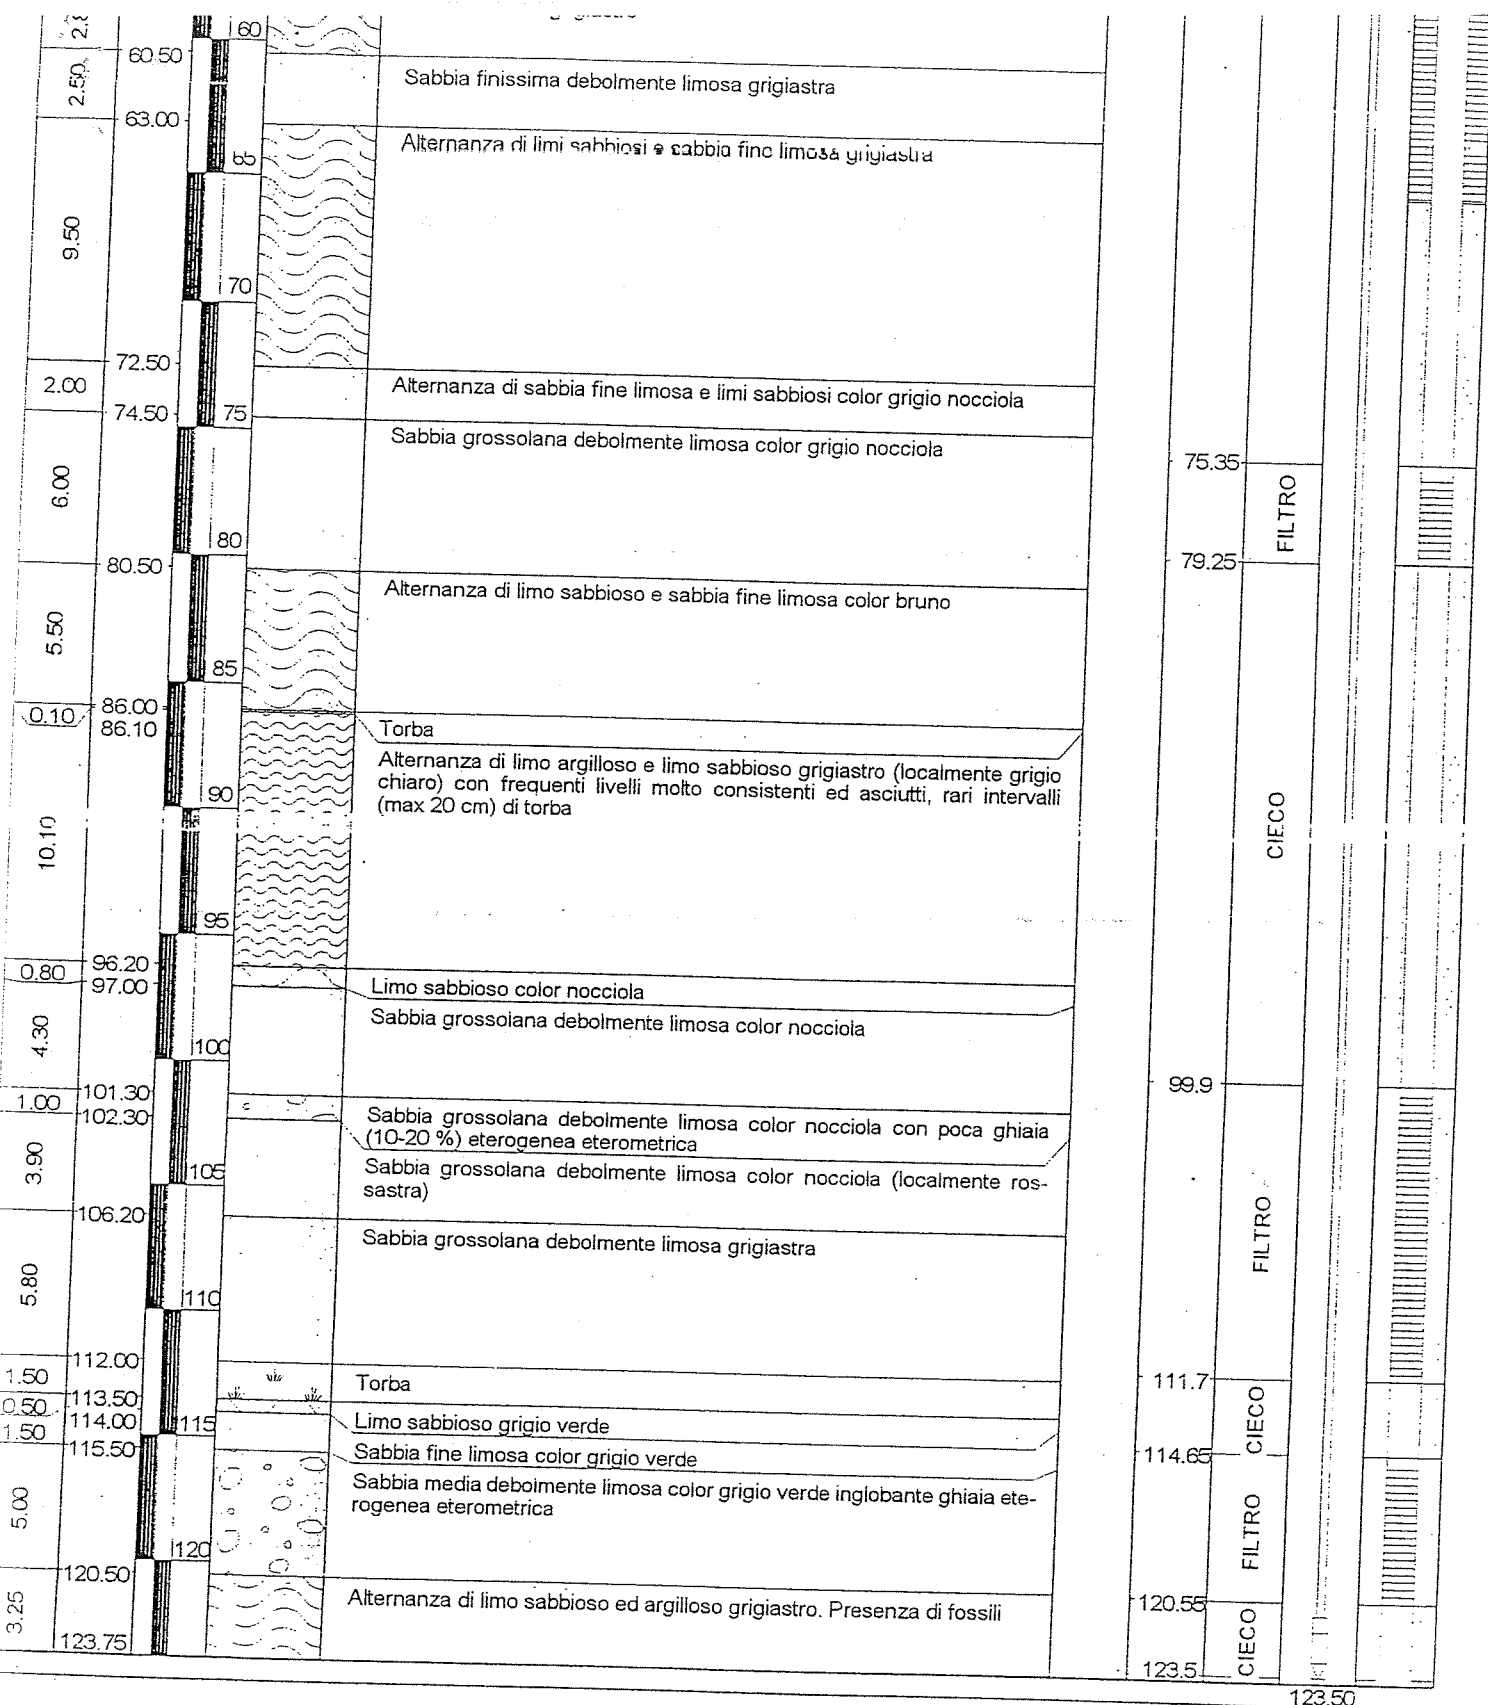 60
60.50
2.50
Sabbia finissima debolmente limosa grigiastra
63.00
65
Alternanza di limi sabbiosi e sabbia fine limosa grigiastra
9.50
70
72.50
2.00
Alternanza di sabbia fine limosa e limi sabbiosi color grigio nocciola
74.50
75
Sabbia grossolana debolmente limosa color grigio nocciola
75.35
6.00
FILTRO
80
79.25
80.50
Alternanza di limo sabbioso e sabbia fine limosa color bruno
5.50
85
86.00
0.10
86.10
Torba
Alternanza di limo argilloso e limo sabbioso grigiastro (localmente grigio
chiaro) con frequenti livelli molto consistenti ed asciutti, rari intervalli
(max 20 cm) di torba
90
CIECO
10.10
95
96.20
0.80
97.00
Limo sabbioso color nocciola
Sabbia grossolana debolmente limosa color nocciola
4.30
100
99.9
101.30
1.00
102.30
Sabbia grossolana debolmente limosa color nocciola con poca ghiaia
(10-20 %) eterogenea eterometrica
3.90
105
Sabbia grossolana debolmente limosa color nocciola (localmente ros-
sastra)
106.20
FILTRO
Sabbia grossolana debolmente limosa grigiastra
5.80
110
112.00
1.50
Torba
111.7
113.50
0.50
114.00
115
Limo sabbioso grigio verde
CIECO
1.50
115.50
Sabbia fine limosa color grigio verde
114.65
Sabbia media debolmente limosa color grigio verde inglobante ghiaia ete-
rogenea eterometrica
5.00
FILTRO
120
120.50
Alternanza di limo sabbioso ed argilloso grigiastro. Presenza di fossili
120.55
3.25
CIECO
123.75
123.5
123.50